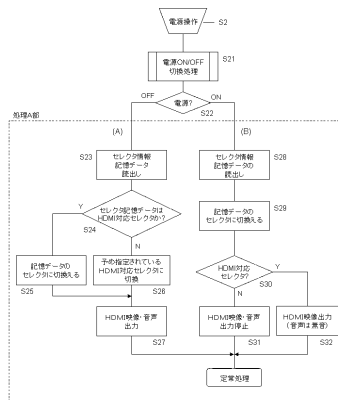 電源操作
S2
電源ON/OFF
切換処理
S21
電源?
OFF
ON
S22
処理A部
(A)
(B)
S23
セレクタ情報
記憶データ
読出し
セレクタ情報
記憶データの
読出し
S28
セレクタ記憶データは
HDMI対応セレクタか?
Y
S24
N
記憶データの
セレクタに切換える
S29
記憶データの
セレクタに切換える
S25
予め指定されている
HDMI対応セレクタに
切換
S26
HDMI対応
セレクタ?
Y
S30
N
HDMI映像・音声
出力
S27
HDMI映像・音声
出力停止
S31
HDMI映像出力
(音声は無音)
S32
定常処理